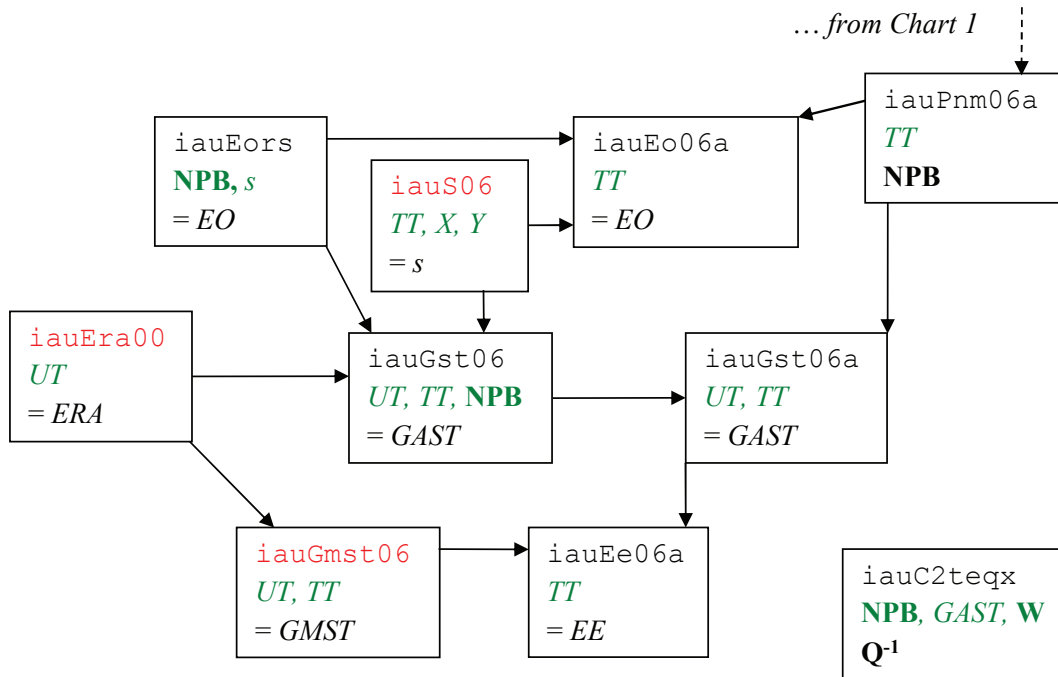 … from Chart 1
iauPnm06a
TT
NPB
iauEors
NPB, s
= EO
iauEo06a
TT
= EO
iauS06
TT, X, Y
= s
iauEra00
UT
= ERA
iauGst06
UT, TT, NPB
= GAST
iauGst06a
UT, TT
= GAST
iauGmst06
UT, TT
= GMST
iauEe06a
TT
= EE
iauC2teqx
NPB, GAST, W
Q⁻¹